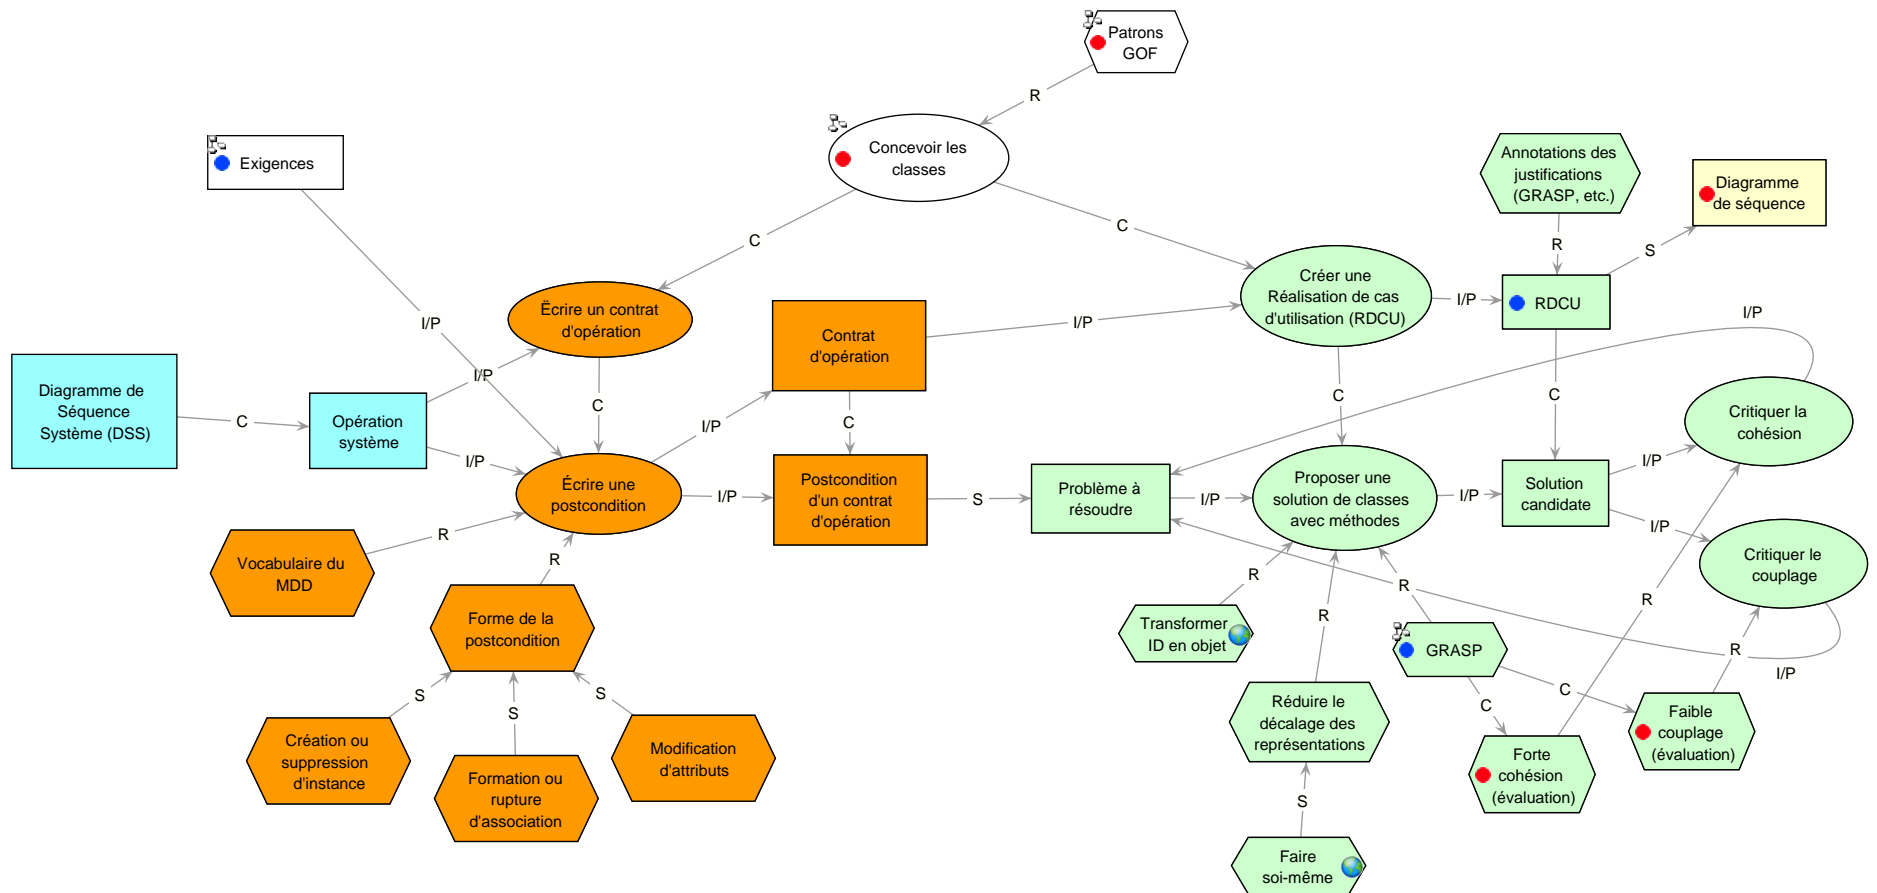 Patrons
GOF
R
Exigences
Concevoir les
classes
Annotations des
justifications
(GRASP, etc.)
Diagramme
de séquence
C
C
R
S
Ëcrire un contrat
d'opération
Créer une
Réalisation de cas
d'utilisation (RDCU)
I/P
RDCU
I/P
I/P
I/P
Contrat
d'opération
Diagramme de
Séquence
Système (DSS)
C
Opération
système
I/P
C
I/P
C
C
C
Critiquer la
cohésion
I/P
Écrire une
postcondition
I/P
Postcondition
d'un contrat
d'opération
S
Problème à
résoudre
I/P
Proposer une
solution de classes
avec méthodes
I/P
Solution
candidate
I/P
I/P
Critiquer le
couplage
R
Vocabulaire du
MDD
R
Forme de la
postcondition
R
R
R
R
Transformer
ID en objet
GRASP
R
I/P
S
S
S
C
C
Création ou
suppression
d'instance
Formation ou
rupture
d'association
Modification
d'attributs
Réduire le
décalage des
représentations
Faible
couplage
(évaluation)
Forte
cohésion
(évaluation)
S
Faire
soi-même